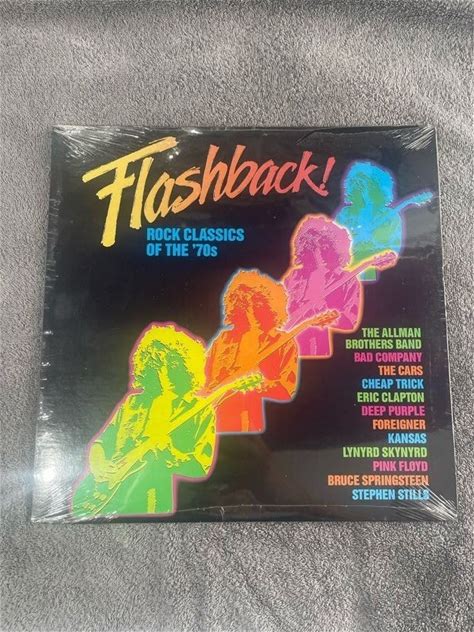 Flashback!
ROCK CLASSICS
OF THE '70s
THE ALLMAN
BROTHERS BAND
BAD COMPANY
THE CARS
CHEAP TRICK
ERIC CLAPTON
DEEP PURPLE
FOREIGNER
KANSAS
LYNYRD SKYNYRD
PINK FLOYD
BRUCE SPRINGSTEEN
STEPHEN STILLS